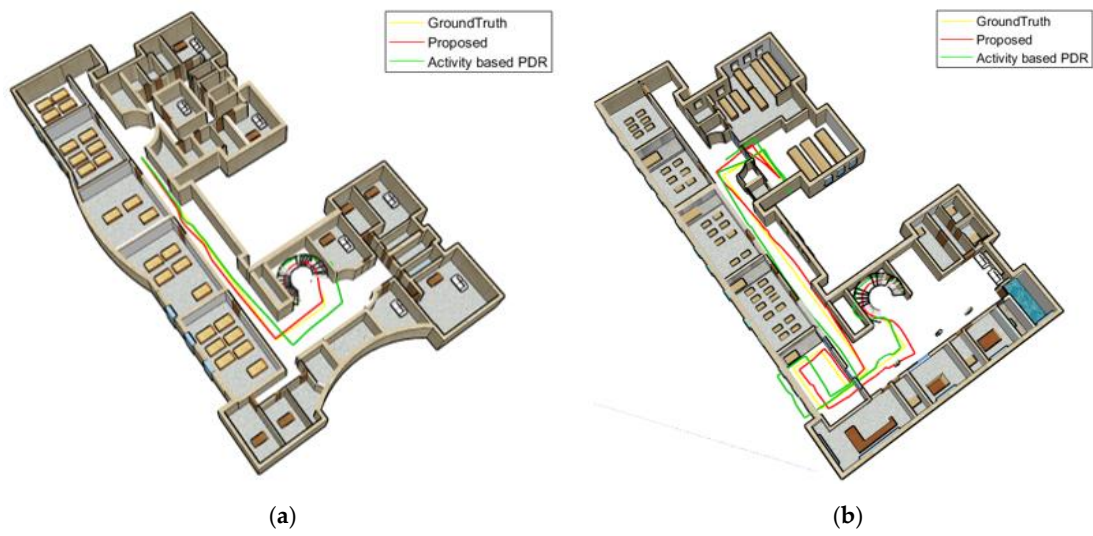 GroundTruth
Proposed
Activity based PDR
GroundTruth
Proposed
Activity based PDR
(a)
(b)